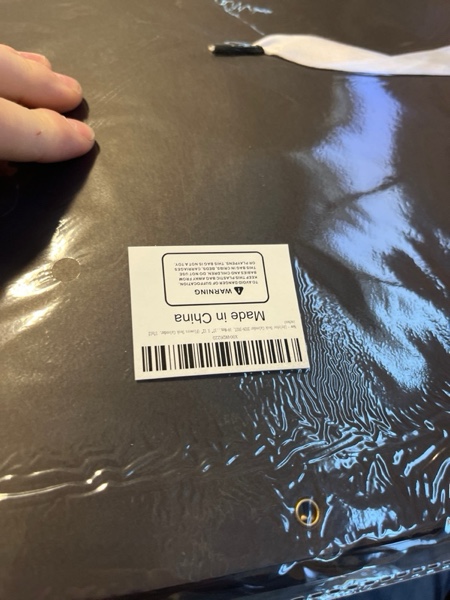 Made in China
WARNING
TO AVOID DANGER OF SUFFOCATION,
KEEP THIS PLASTIC BAG AWAY FROM
BABIES AND CHILDREN. DO NOT USE
THIS BAG IN CRIBS, BEDS, CARRIAGES
OR PLAYPENS. THIS BAG IS NOT A TOY.